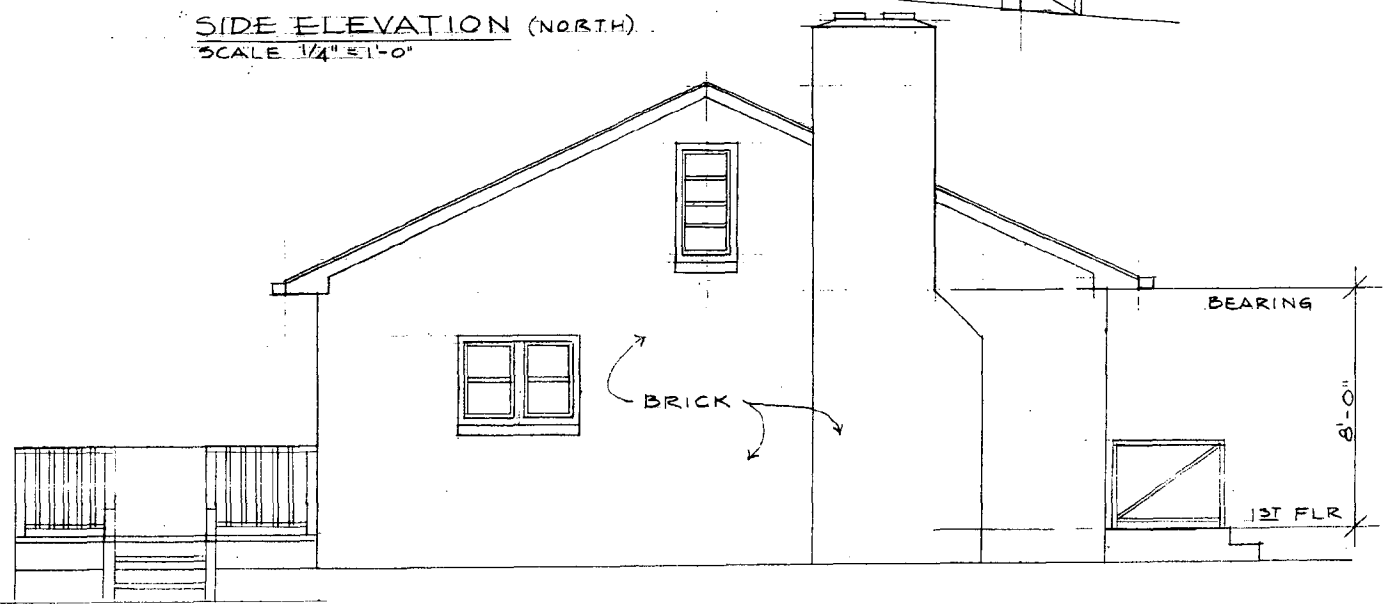 SIDE ELEVATION (NORTH)
SCALE 1/4" = 1'-0"
BEARING
BRICK
8'-0"
1ST FLR